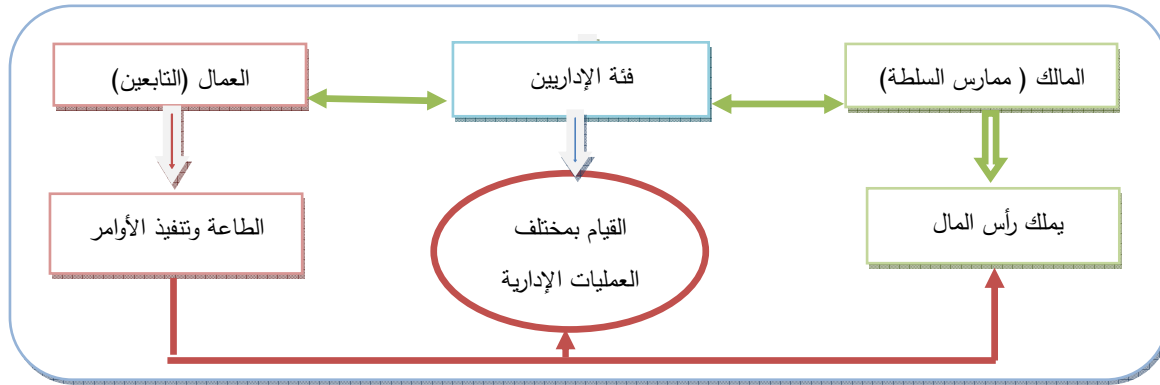 المالك ( ممارس السلطة)
فئة الإداريين
العمال (التابعين)
يملك رأس المال
القيام بمختلف
العمليات الإدارية
الطاعة وتنفيذ الأوامر